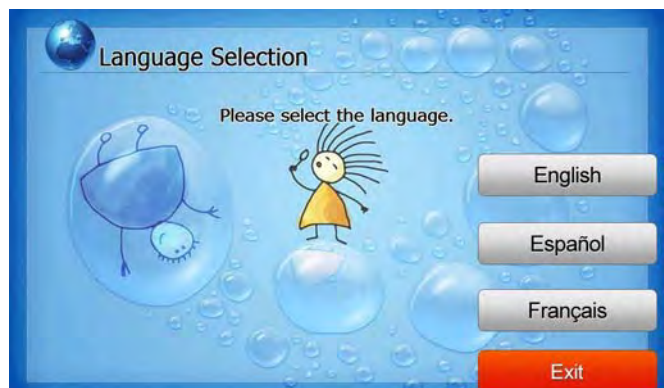 Language Selection
Please select the language.
English
Español
Français
Exit